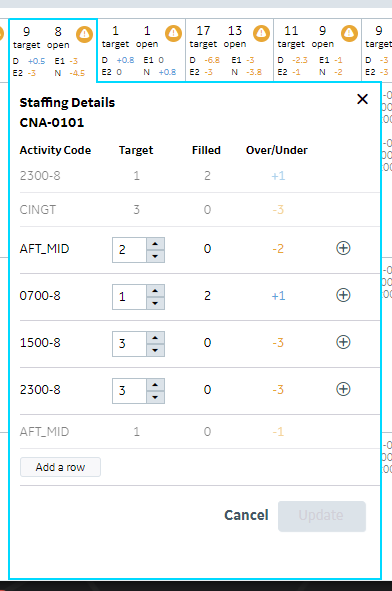 9 8
target open
D +0.5 E1 -3
E2 -3 N -4.5
1 1
target open
D +0.8 E1 0
E2 0 N +0.8
17 13
target open
D -6.8 E1 -3
E2 -3 N -3.8
11 8
target open
D -2.3 E1 -1
E2 -1 N -2
9
target
D -3
E2 -3
Staffing Details
CNA-0101
Activity Code Target Filled Over/Under
2300-8 1 2 +1
CINGT 3 0 -3
AFT_MID 2 0 -2
0700-8 1 2 +1
1500-8 3 0 -3
2300-8 3 0 -3
AFT_MID 1 0 -1
Add a row
Cancel Update